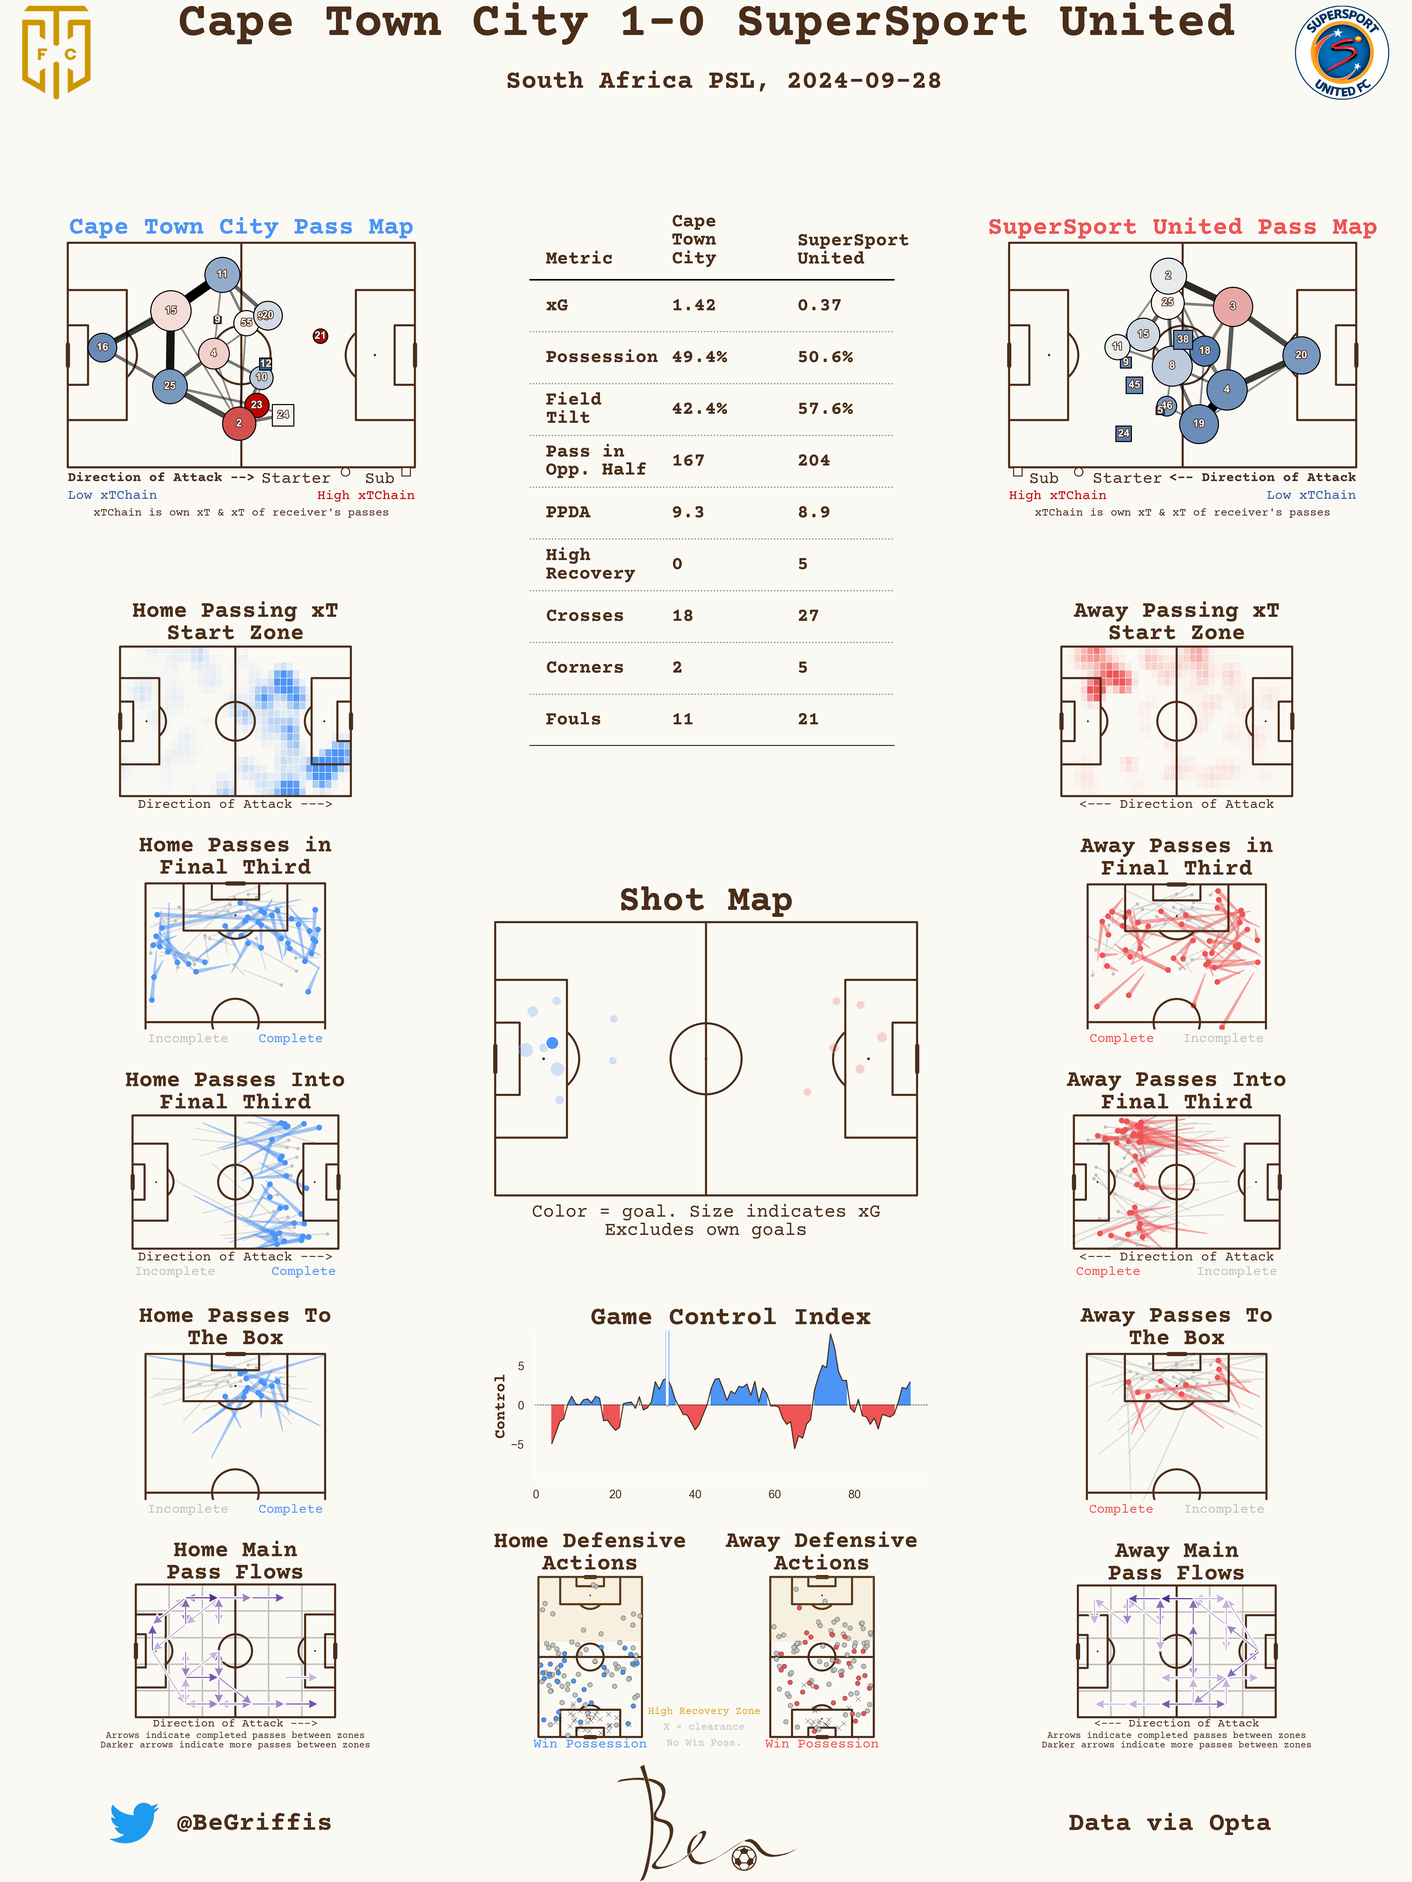 Cape Town City 1-0 SuperSport United
South Africa PSL, 2024-09-28
F C
SUPERSPORT
UNITED FC
Cape Town City Pass Map
11
15
9
55
20
21
16
4
12
10
25
23
24
2
Direction of Attack --> Starter Sub
Low xTChain High xTChain
xTChain is own xT & xT of receiver's passes
Metric Cape Town City SuperSport United
xG 1.42 0.37
Possession 49.4% 50.6%
Field Tilt 42.4% 57.6%
Pass in Opp. Half 167 204
PPDA 9.3 8.9
High Recovery 0 5
Crosses 18 27
Corners 2 5
Fouls 11 21
SuperSport United Pass Map
2
25
3
15
38
11
18
20
9
8
45
4
46
5
19
24
Sub Starter <-- Direction of Attack
High xTChain Low xTChain
xTChain is own xT & xT of receiver's passes
Home Passing xT
Start Zone
Direction of Attack --->
Away Passing xT
Start Zone
<--- Direction of Attack
Home Passes in
Final Third
Incomplete Complete
Away Passes in
Final Third
Complete Incomplete
Shot Map
Color = goal. Size indicates xG
Excludes own goals
Home Passes Into
Final Third
Direction of Attack --->
Incomplete Complete
Away Passes Into
Final Third
<--- Direction of Attack
Complete Incomplete
Home Passes To
The Box
Incomplete Complete
Game Control Index
Control
5
0
−5
0 20 40 60 80
Away Passes To
The Box
Complete Incomplete
Home Main
Pass Flows
Direction of Attack --->
Arrows indicate completed passes between zones
Darker arrows indicate more passes between zones
Home Defensive
Actions
Win Possession
Away Defensive
Actions
Win Possession
High Recovery Zone
X = clearance
No Win Poss.
Away Main
Pass Flows
<--- Direction of Attack
Arrows indicate completed passes between zones
Darker arrows indicate more passes between zones
@BeGriffis
Ben
Data via Opta